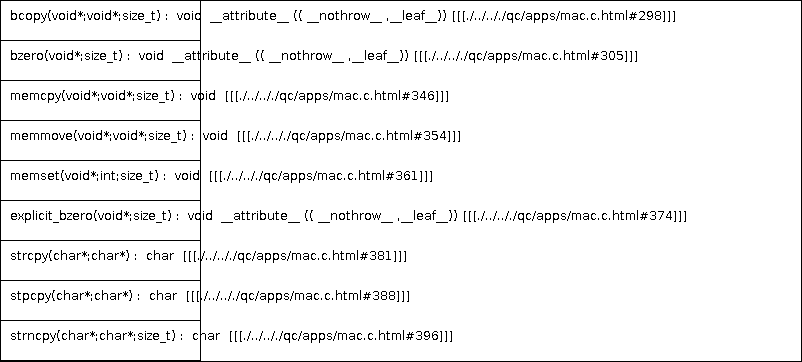 bcopy(void*;void*;size_t) :  void  __attribute__ (( __nothrow__ ,__leaf__)) [[[./../.././qc/apps/mac.c.html#298]]]
bzero(void*;size_t) :  void  __attribute__ (( __nothrow__ ,__leaf__)) [[[./../.././qc/apps/mac.c.html#305]]]
memcpy(void*;void*;size_t) :  void  [[[./../.././qc/apps/mac.c.html#346]]]
memmove(void*;void*;size_t) :  void  [[[./../.././qc/apps/mac.c.html#354]]]
memset(void*;int;size_t) :  void  [[[./../.././qc/apps/mac.c.html#361]]]
explicit_bzero(void*;size_t) :  void  __attribute__ (( __nothrow__ ,__leaf__)) [[[./../.././qc/apps/mac.c.html#374]]]
strcpy(char*;char*) :  char  [[[./../.././qc/apps/mac.c.html#381]]]
stpcpy(char*;char*) :  char  [[[./../.././qc/apps/mac.c.html#388]]]
strncpy(char*;char*;size_t) :  char  [[[./../.././qc/apps/mac.c.html#396]]]